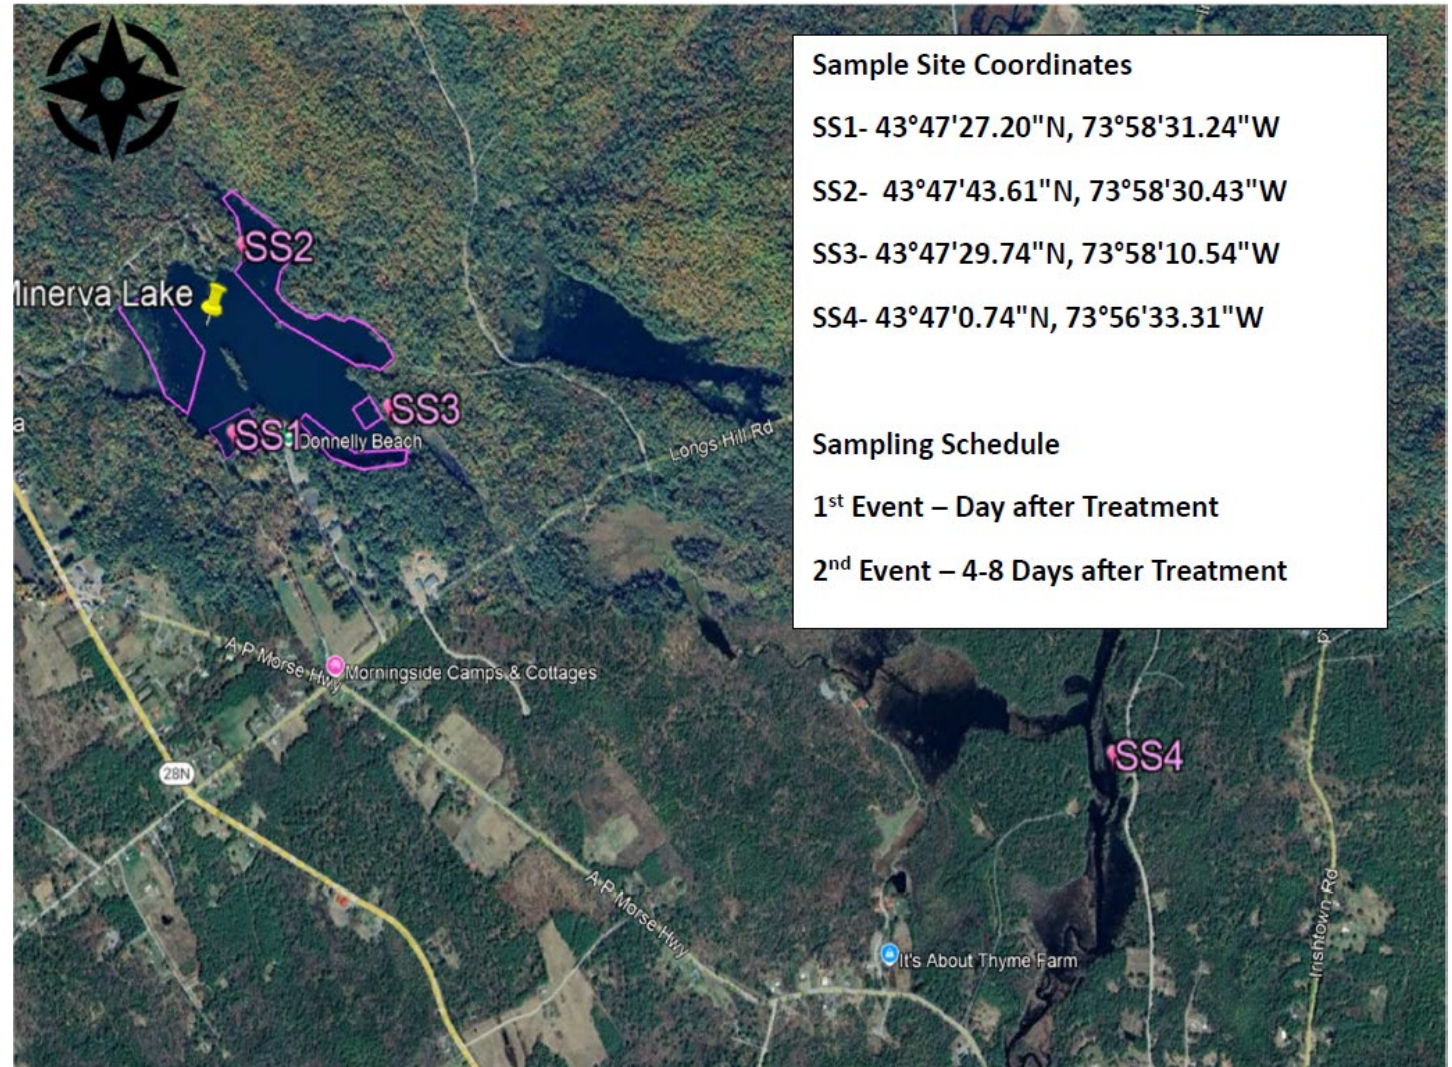 Sample Site Coordinates
SS1- 43°47'27.20"N, 73°58'31.24"W
SS2-  43°47'43.61"N, 73°58'30.43"W
SS3- 43°47'29.74"N, 73°58'10.54"W
SS4- 43°47'0.74"N, 73°56'33.31"W
Sampling Schedule
1st Event – Day after Treatment
2nd Event – 4-8 Days after Treatment
SS2
Minerva Lake
SS3
SS1
Donnelly Beach
Longs Hill Rd
A P Morse Hwy
Morningside Camps & Cottages
SS4
28N
A P Morse Hwy
It's About Thyme Farm
Irishtown Rd